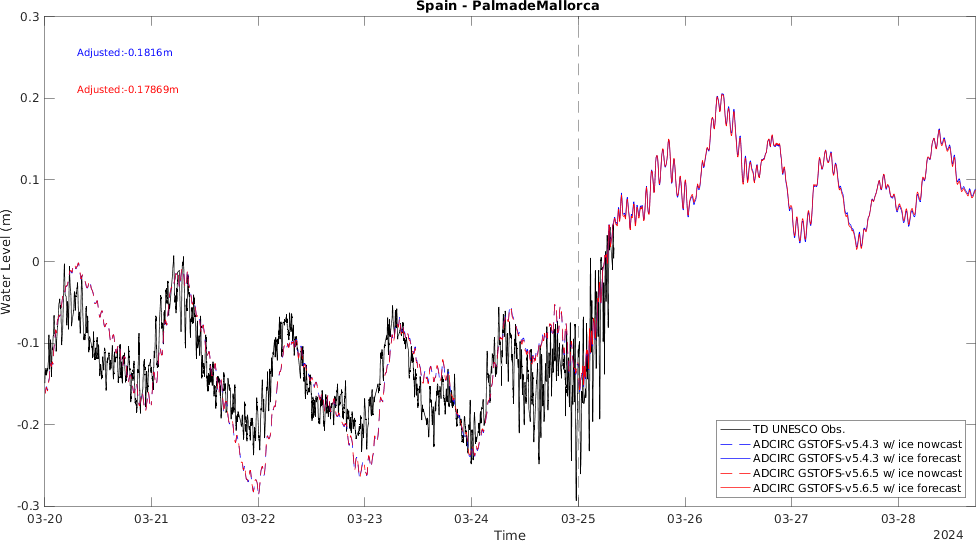 Spain - PalmadeMallorca
0.3
Adjusted:-0.1816m
Adjusted:-0.17869m
0.2
0.1
0
-0.1
-0.2
-0.3
Water Level (m)
TD UNESCO Obs.
ADCIRC GSTOFS-v5.4.3 w/ ice nowcast
ADCIRC GSTOFS-v5.4.3 w/ ice forecast
ADCIRC GSTOFS-v5.6.5 w/ ice nowcast
ADCIRC GSTOFS-v5.6.5 w/ ice forecast
03-20 03-21 03-22 03-23 03-24 03-25 03-26 03-27 03-28
Time
2024